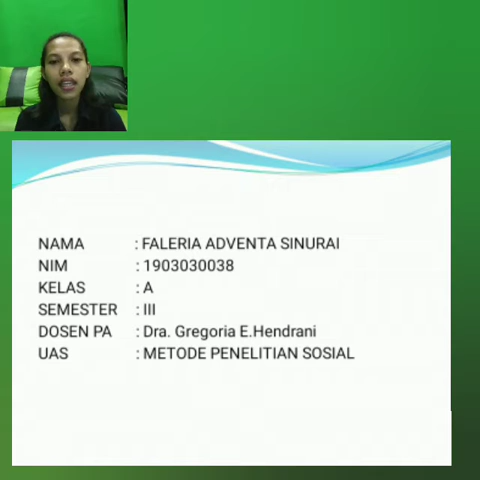 NAMA : FALERIA ADVENTA SINURAI
NIM : 1903030038
KELAS : A
SEMESTER : III
DOSEN PA : Dra. Gregoria E.Hendrani
UAS : METODE PENELITIAN SOSIAL